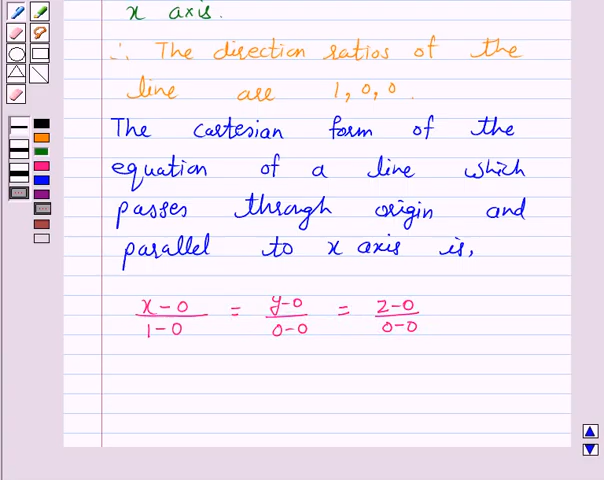 x axis.
∴ The direction ratios of the
line are 1, 0, 0.
The cartesian form of the
equation of a line which
passes through origin and
parallel to x axis is,
x-0/1-0 = y-0/0-0 = z-0/0-0